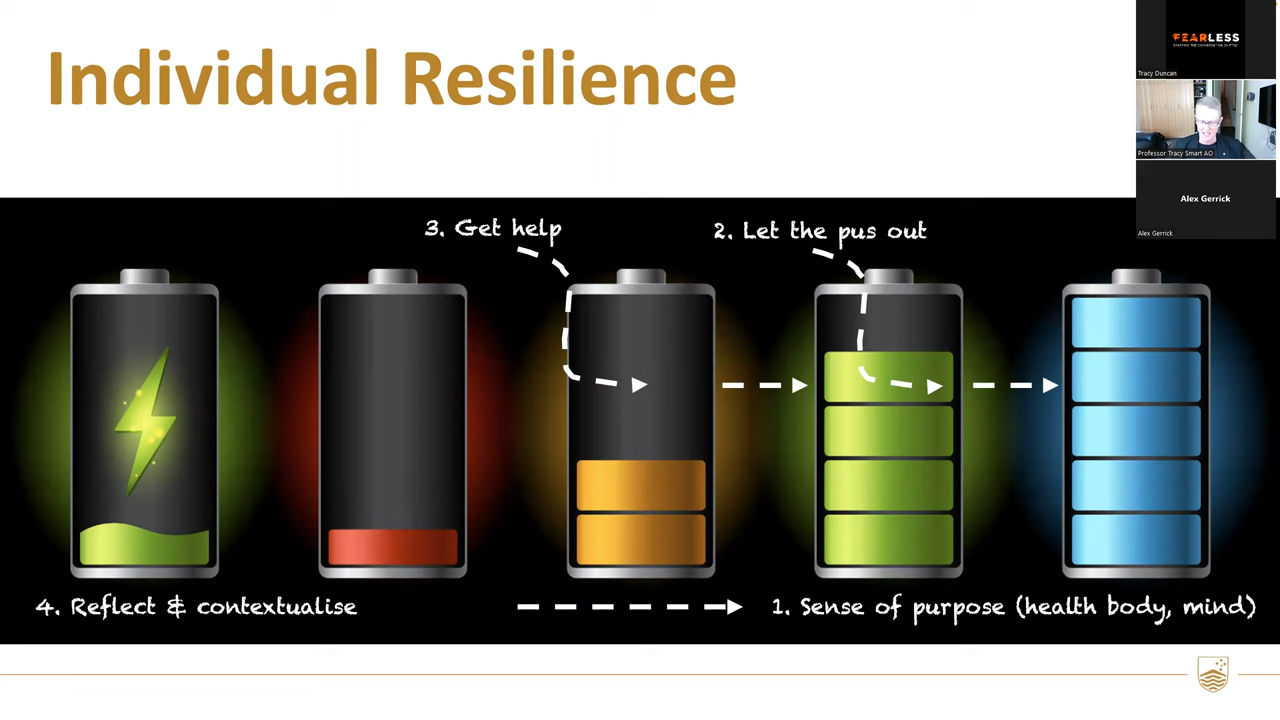 Individual Resilience
FEARLESS
STARTING THE CONVERSATION ON PTSD
Tracy Duncan
Professor Tracy Smart AO
Alex Gerrick
Alex Gerrick
3. Get help
2. Let the pus out
4. Reflect & contextualise
1. Sense of purpose (health body, mind)